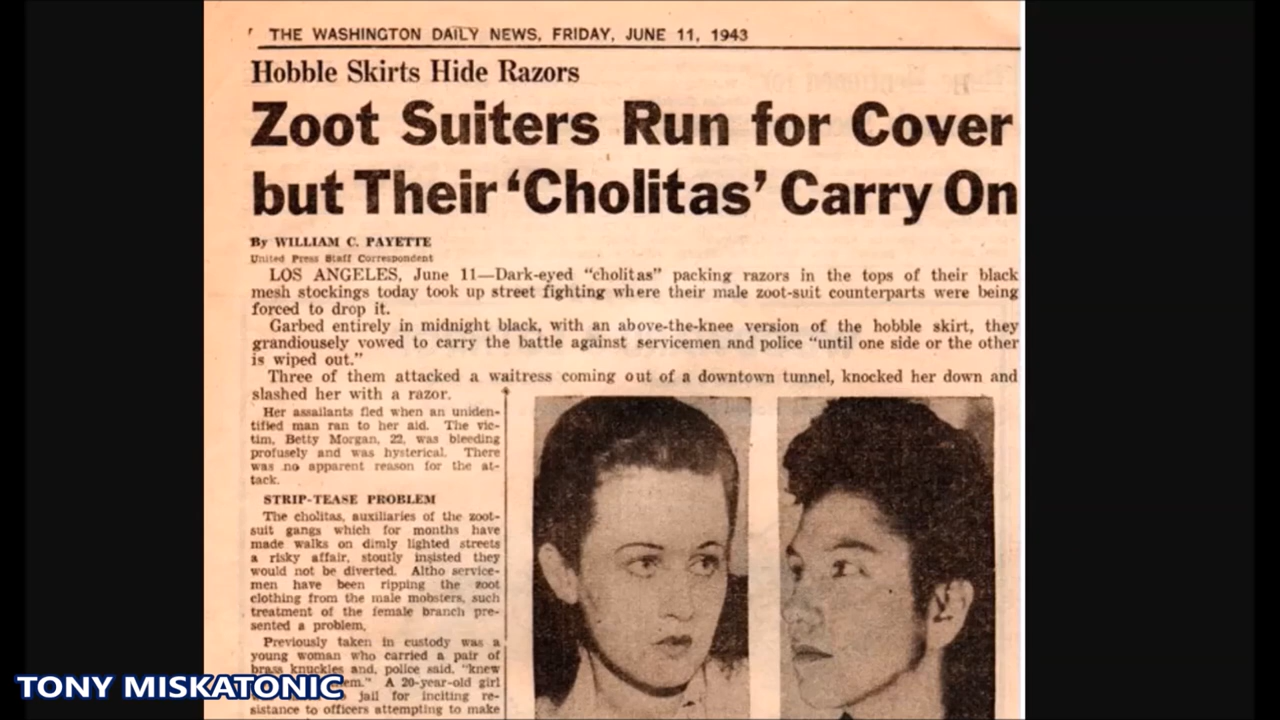 THE WASHINGTON DAILY NEWS, FRIDAY, JUNE 11, 1943
Hobble Skirts Hide Razors
Zoot Suiters Run for Cover
but Their 'Cholitas' Carry On
By WILLIAM C. PAYETTE
United Press Staff Correspondent
LOS ANGELES, June 11—Dark-eyed "cholitas" packing razors in the tops of their black
mesh stockings today took up street fighting where their male zoot-suit counterparts were being
forced to drop it.
Garbed entirely in midnight black, with an above-the-knee version of the hobble skirt, they
grandiousely vowed to carry the battle against servicemen and police "until one side or the other
is wiped out."
Three of them attacked a waitress coming out of a downtown tunnel, knocked her down and
slashed her with a razor.
Her assailants fled when an uniden-
tified man ran to her aid. The vic-
tim, Betty Morgan, 22, was bleeding
profusely and was hysterical. There
was no apparent reason for the at-
tack.
STRIP-TEASE PROBLEM
The cholitas, auxiliaries of the zoot-
suit gangs which for months have
made walks on dimly lighted streets
a risky affair, stoutly insisted they
would not be diverted. Altho service-
men have been ripping the zoot
clothing from the male mobsters, such
treatment of the female branch pre-
sented a problem.
Previously taken in custody was a
young woman who carried a pair of
brass knuckles and, police said, "knew
em." A 20-year-old girl
jail for inciting re-
sistance to officers attempting to make
TONY MISKATONIC